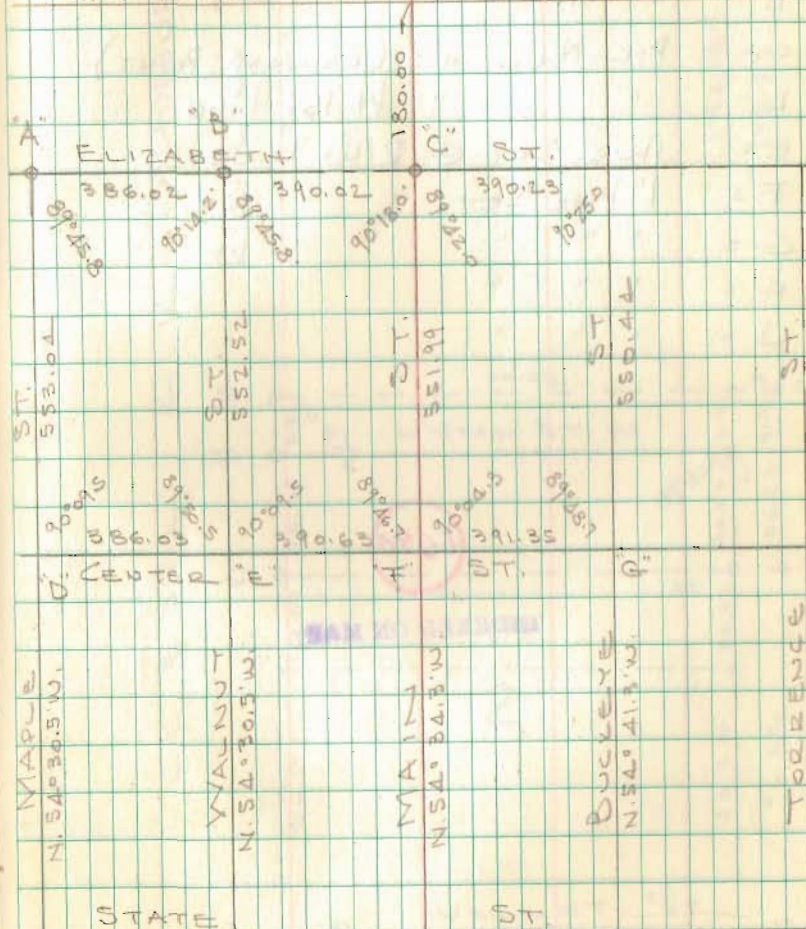 180.00 →
"A" "B" "C"
ELIZABETH ST.
386.02 390.02 390.23
89°45.8 90°14.2' 89°45.8' 90°18.0' 89°42.0 90°25.0
ST. ST. ST. ST ST.
553.04 552.52 551.99 550.44
90°09.5 89°50.5 90°09.5 89°46.7 90°04.3 89°48.7
386.03 390.63 391.35
"D" CENTER "E" "F" ST. "G"
MAPLE WALNUT MAIN BUCKEYE TORRENCE
N.54°30.5'W. N.54°30.5'W. N.54°34.3'W N.54°41.3'W.
STATE ST.